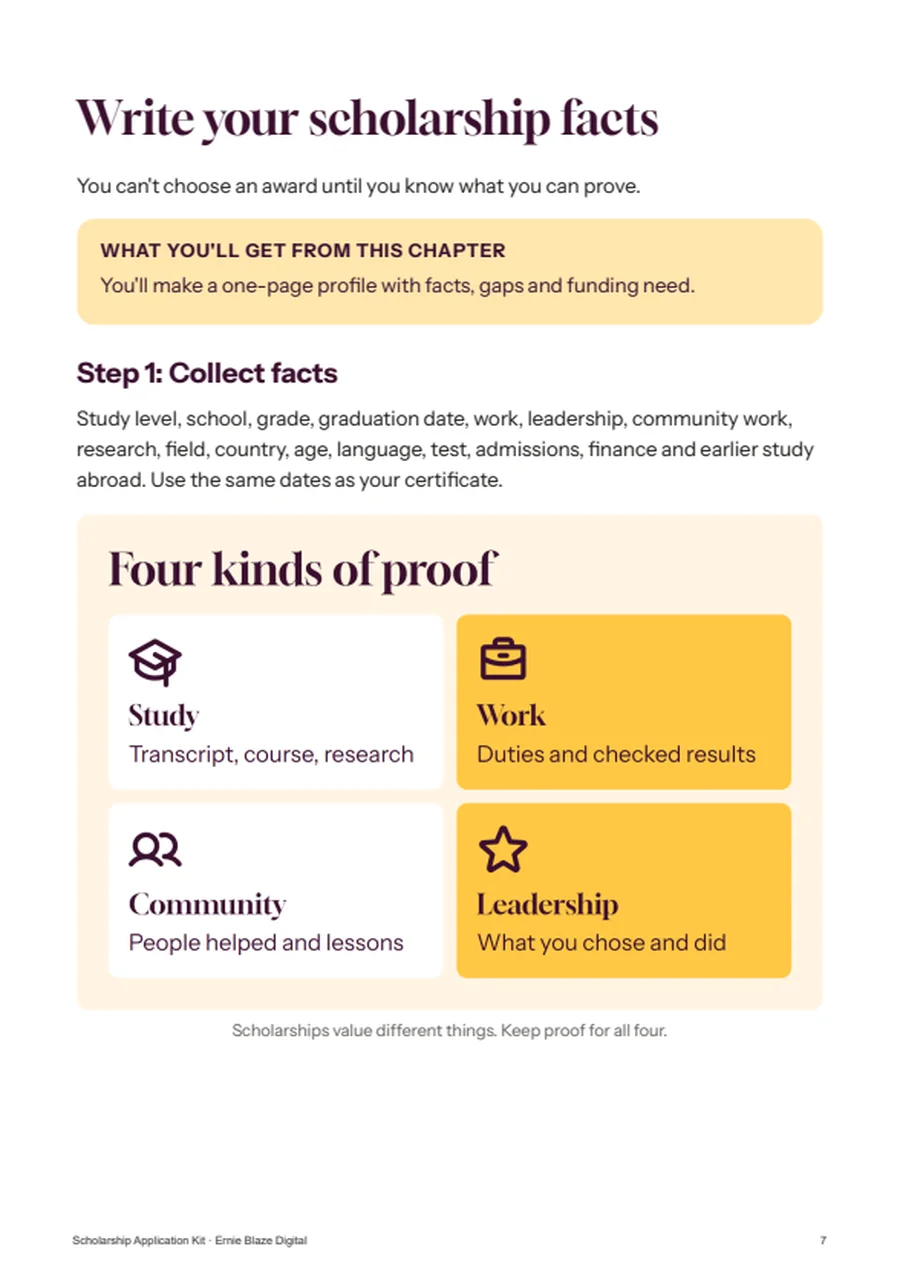 Write your scholarship facts
You can't choose an award until you know what you can prove.
WHAT YOU'LL GET FROM THIS CHAPTER
You'll make a one-page profile with facts, gaps and funding need.
Step 1: Collect facts
Study level, school, grade, graduation date, work, leadership, community work,
research, field, country, age, language, test, admissions, finance and earlier study
abroad. Use the same dates as your certificate.
Four kinds of proof
Study
Transcript, course, research
Work
Duties and checked results
Community
People helped and lessons
Leadership
What you chose and did
Scholarships value different things. Keep proof for all four.
Scholarship Application Kit · Ernie Blaze Digital
7